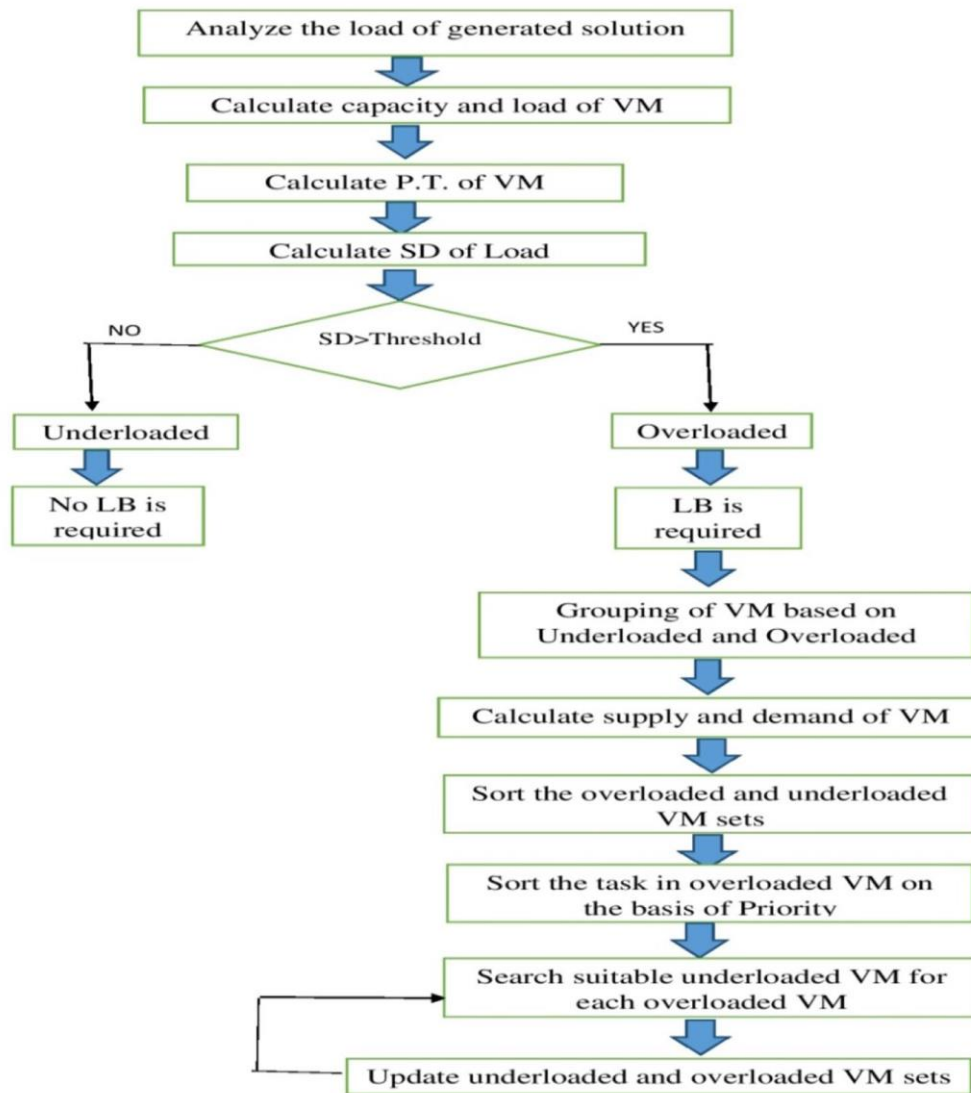 Analyze the load of generated solution
Calculate capacity and load of VM
Calculate P.T. of VM
Calculate SD of Load
SD>Threshold
NO
YES
Underloaded
No LB is
required
Overloaded
LB is
required
Grouping of VM based on
Underloaded and Overloaded
Calculate supply and demand of VM
Sort the overloaded and underloaded
VM sets
Sort the task in overloaded VM on
the basis of Priority
Search suitable underloaded VM for
each overloaded VM
Update underloaded and overloaded VM sets